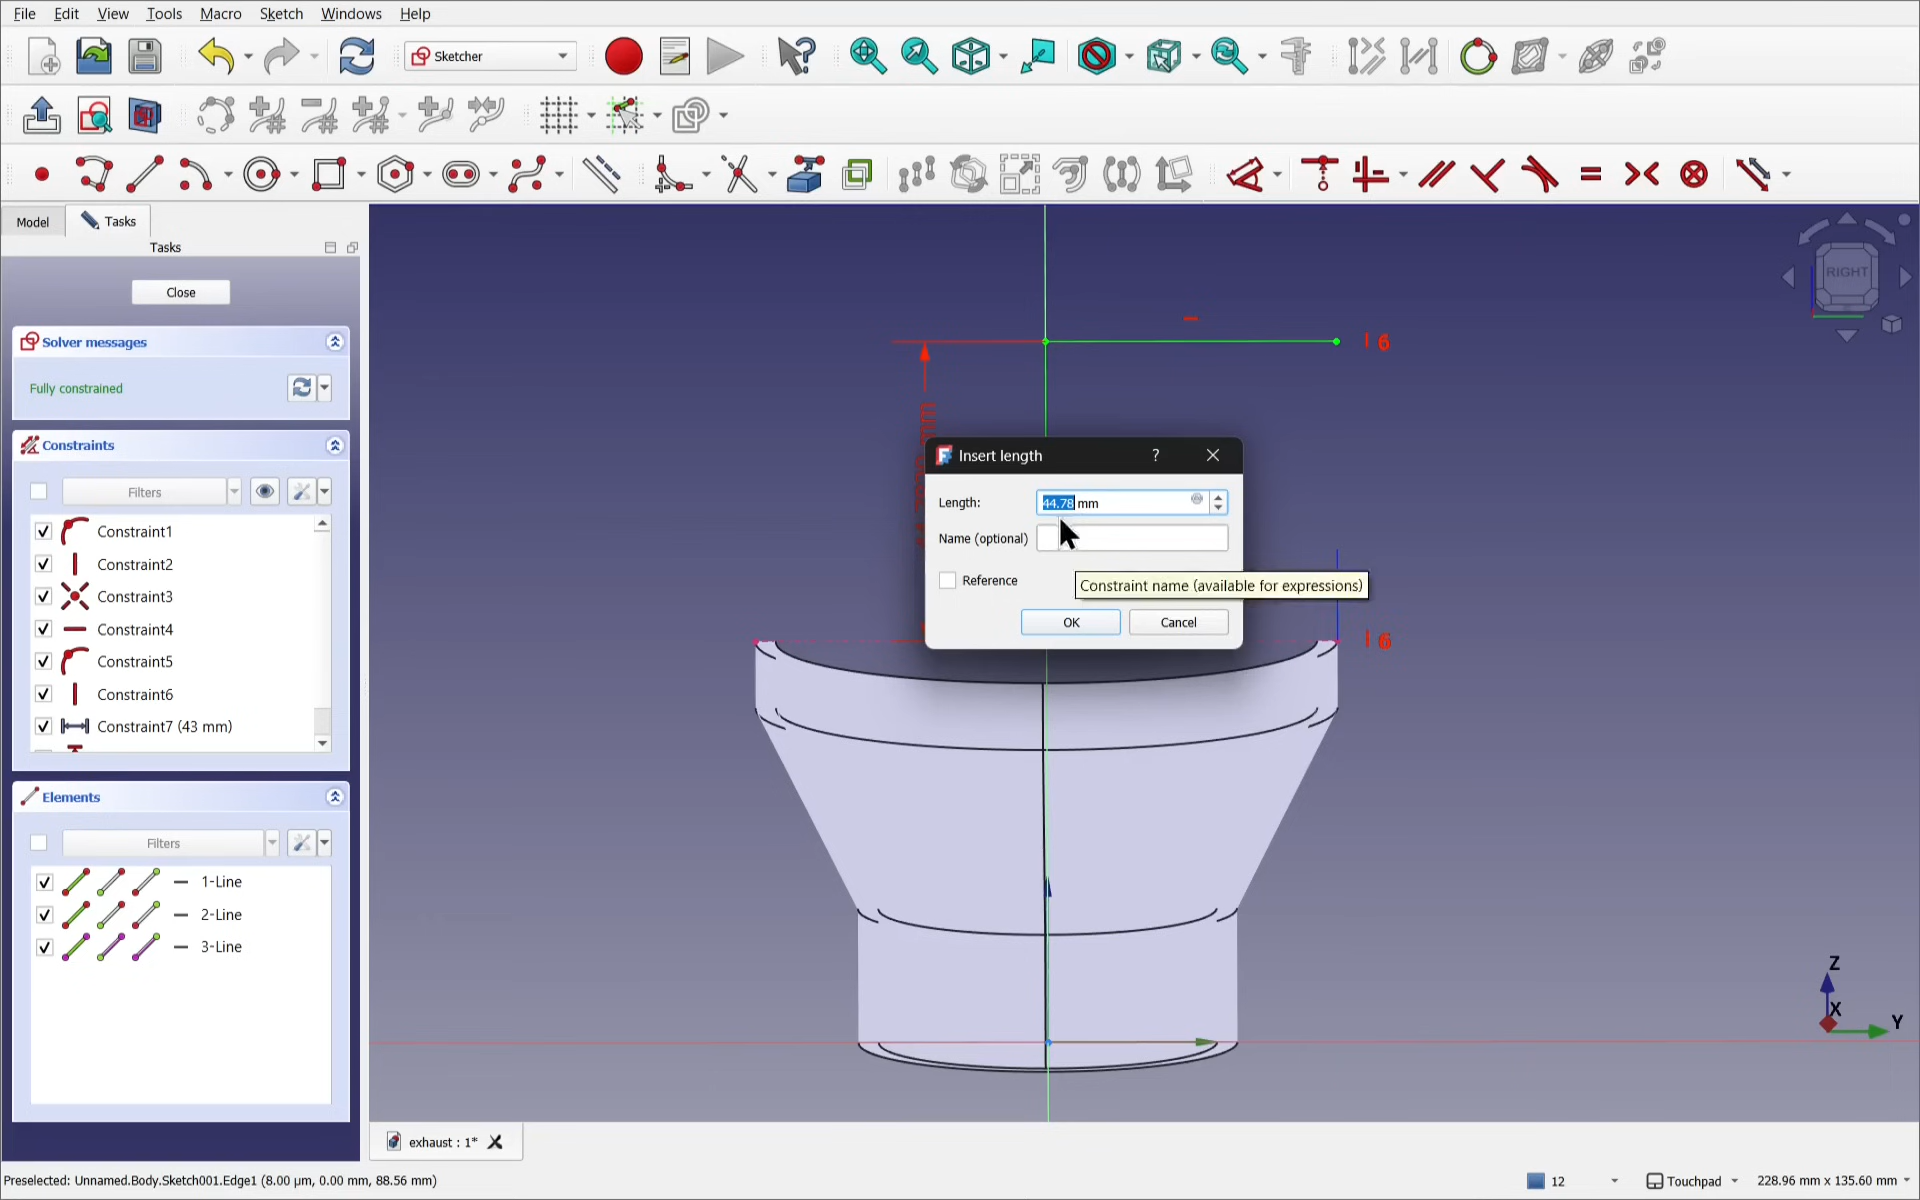 File Edit View Tools Macro Sketch Windows Help
Sketcher
Model Tasks
Tasks
RIGHT
Close
Solver messages
Fully constrained
Constraints
Filters
Constraint1
Constraint2
Constraint3
Constraint4
Constraint5
Constraint6
Constraint7 (43 mm)
Elements
Filters
1-Line
2-Line
3-Line
6
Insert length ?
Length: 44.78 mm
Name (optional)
Reference
Constraint name (available for expressions)
OK Cancel
6
Z
X
Y
exhaust : 1*
Preselected: Unnamed.Body.Sketch001.Edge1 (8.00 µm, 0.00 mm, 88.56 mm)
12 Touchpad 228.96 mm x 135.60 mm